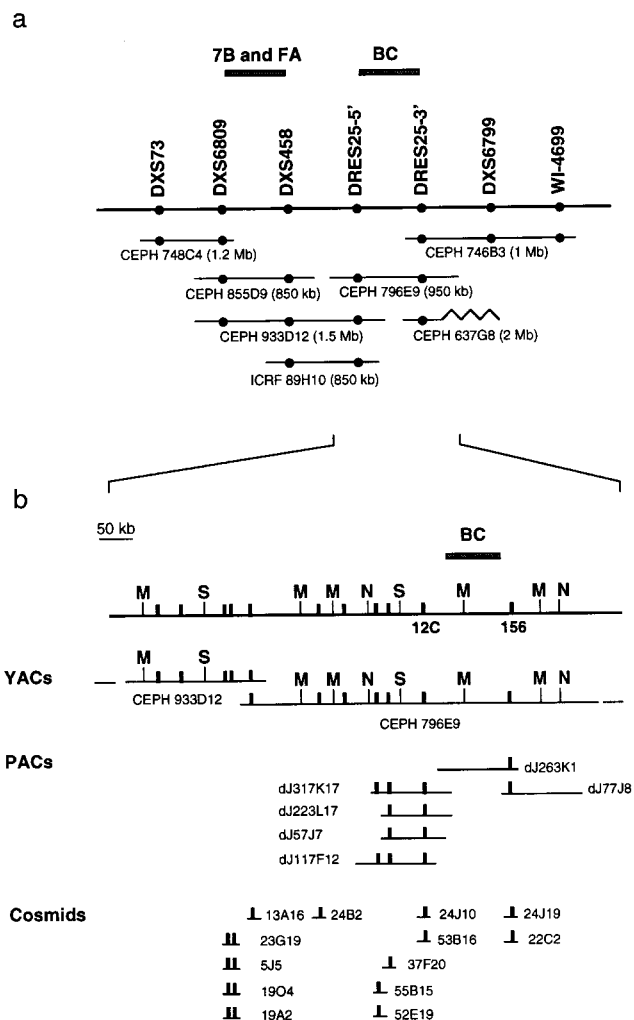 a
7B and FA BC
DXS73 DXS6809 DXS458 DRES25-5' DRES25-3' DXS6799 WI-4699
CEPH 748C4 (1.2 Mb) CEPH 746B3 (1 Mb)
CEPH 855D9 (850 kb) CEPH 796E9 (950 kb)
CEPH 933D12 (1.5 Mb) CEPH 637G8 (2 Mb)
ICRF 89H10 (850 kb)
b
50 kb BC
M S M M N S M M N
12C 156
YACs M S M M N S M M N
CEPH 933D12 CEPH 796E9
PACs
dJ263K1
dJ317K17 dJ77J8
dJ223L17
dJ57J7
dJ117F12
Cosmids 13A16 24B2 24J10 24J19
23G19 53B16 22C2
5J5 37F20
19O4 55B15
19A2 52E19